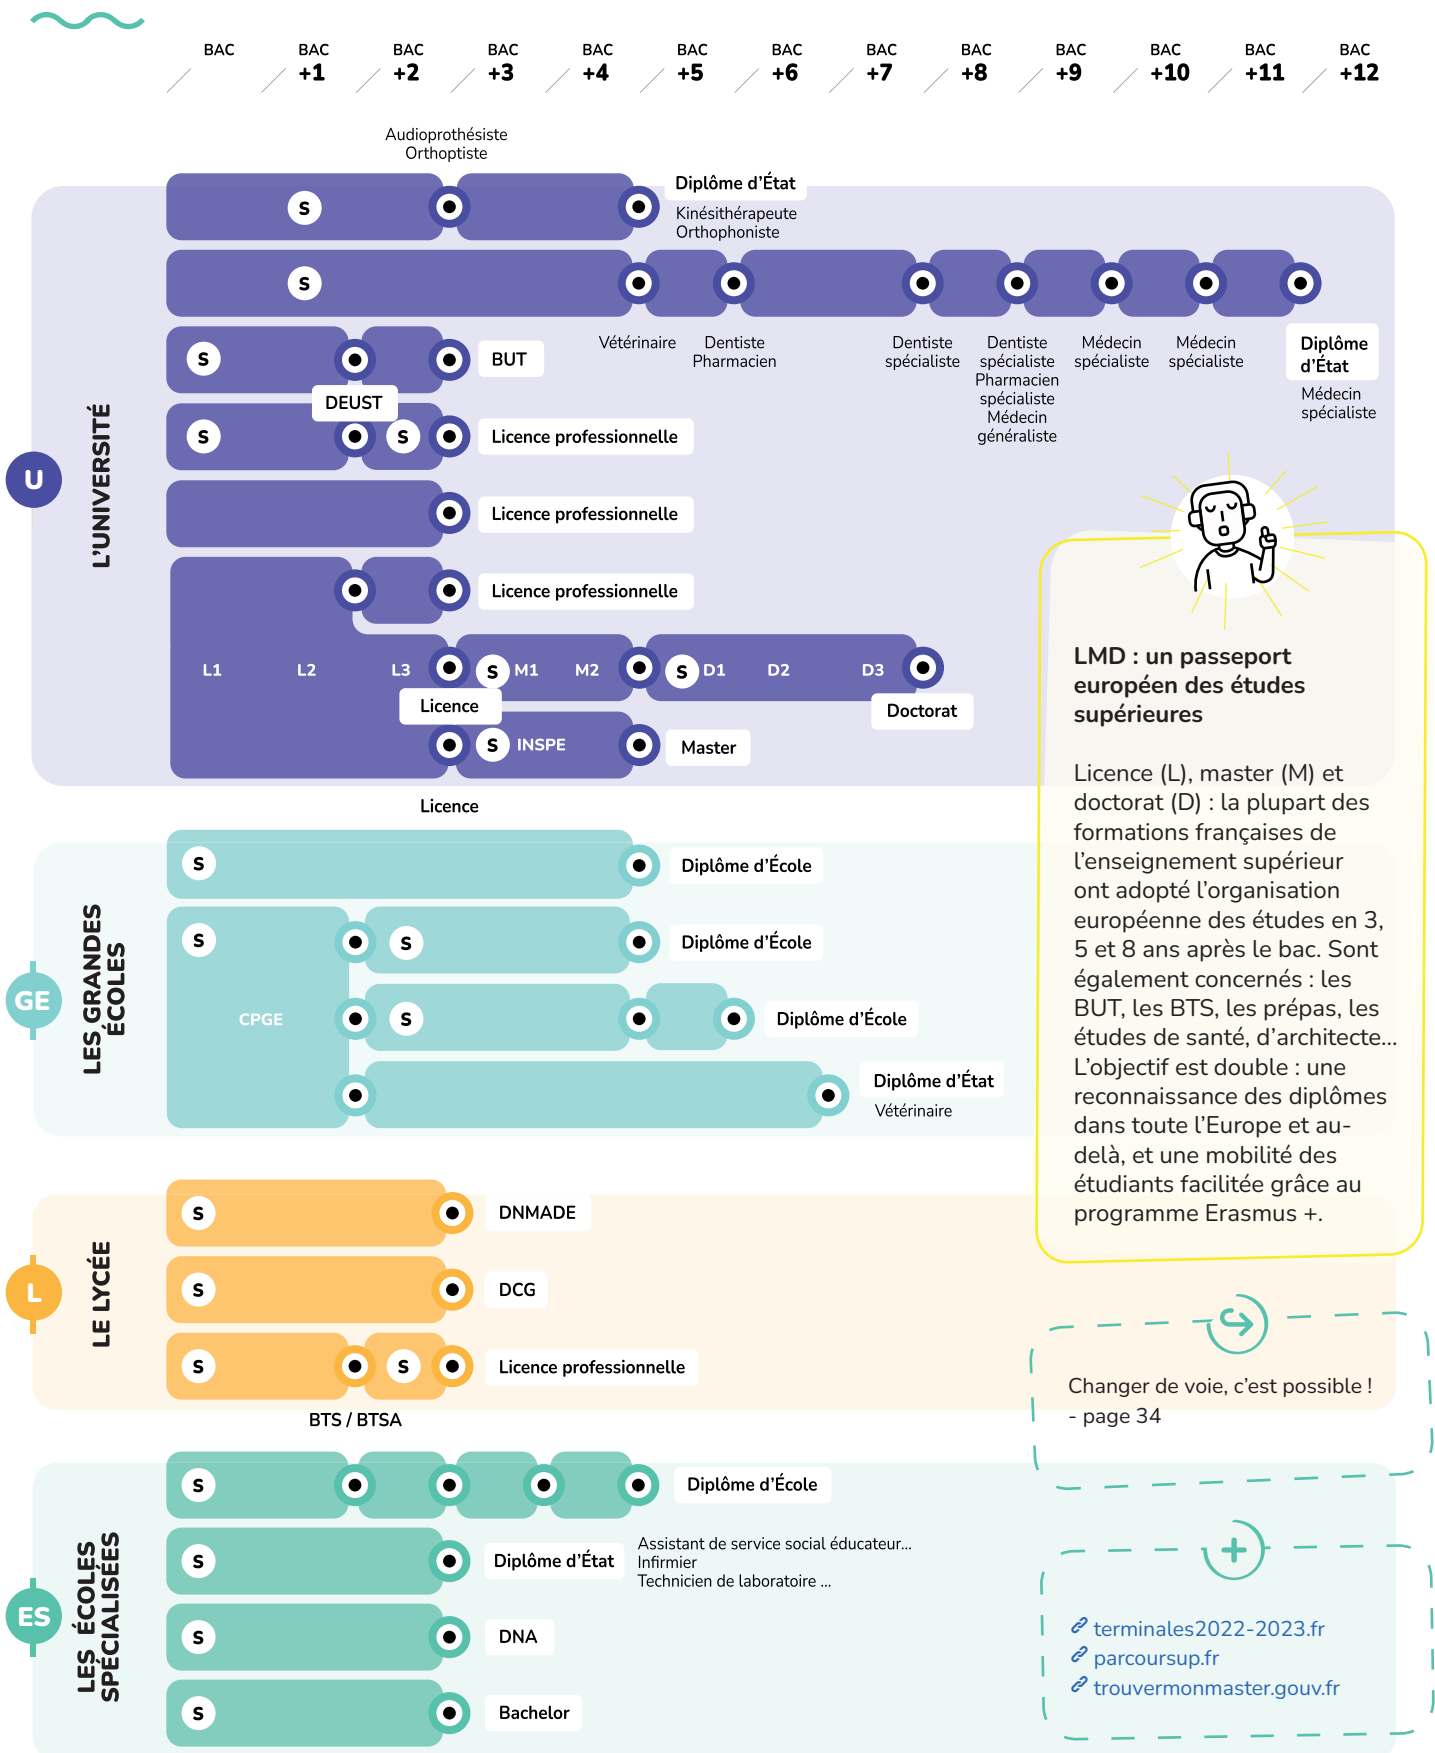 BAC
BAC
+1
BAC
+2
BAC
+3
BAC
+4
BAC
+5
BAC
+6
BAC
+7
BAC
+8
BAC
+9
BAC
+10
BAC
+11
BAC
+12
Audioprothésiste
Orthoptiste
U
L'UNIVERSITÉ
S
Diplôme d'État
Kinésithérapeute
Orthophoniste
S
Vétérinaire
Dentiste
Pharmacien
Dentiste
spécialiste
Dentiste
spécialiste
Pharmacien
spécialiste
Médecin
généraliste
Médecin
spécialiste
Médecin
spécialiste
Diplôme
d'État
Médecin
spécialiste
S
BUT
DEUST
S
S
Licence professionnelle
Licence professionnelle
Licence professionnelle
L1
L2
L3
S
M1
M2
S
D1
D2
D3
Licence
Doctorat
S
INSPE
Master
Licence
GE
LES GRANDES
ÉCOLES
S
Diplôme d'École
S
S
Diplôme d'École
CPGE
S
Diplôme d'École
Diplôme d'État
Vétérinaire
L
LE LYCÉE
S
DNMADE
S
DCG
S
S
Licence professionnelle
BTS / BTSA
ES
LES ÉCOLES
SPÉCIALISÉES
S
Diplôme d'École
S
Diplôme d'État
Assistant de service social éducateur...
Infirmier
Technicien de laboratoire ...
S
DNA
S
Bachelor
LMD : un passeport
européen des études
supérieures
Licence (L), master (M) et
doctorat (D) : la plupart des
formations françaises de
l'enseignement supérieur
ont adopté l'organisation
européenne des études en 3,
5 et 8 ans après le bac. Sont
également concernés : les
BUT, les BTS, les prépas, les
études de santé, d'architecte...
L'objectif est double : une
reconnaissance des diplômes
dans toute l'Europe et au-
delà, et une mobilité des
étudiants facilitée grâce au
programme Erasmus +.
Changer de voie, c'est possible !
- page 34
terminales2022-2023.fr
parcoursup.fr
trouvermonmaster.gouv.fr